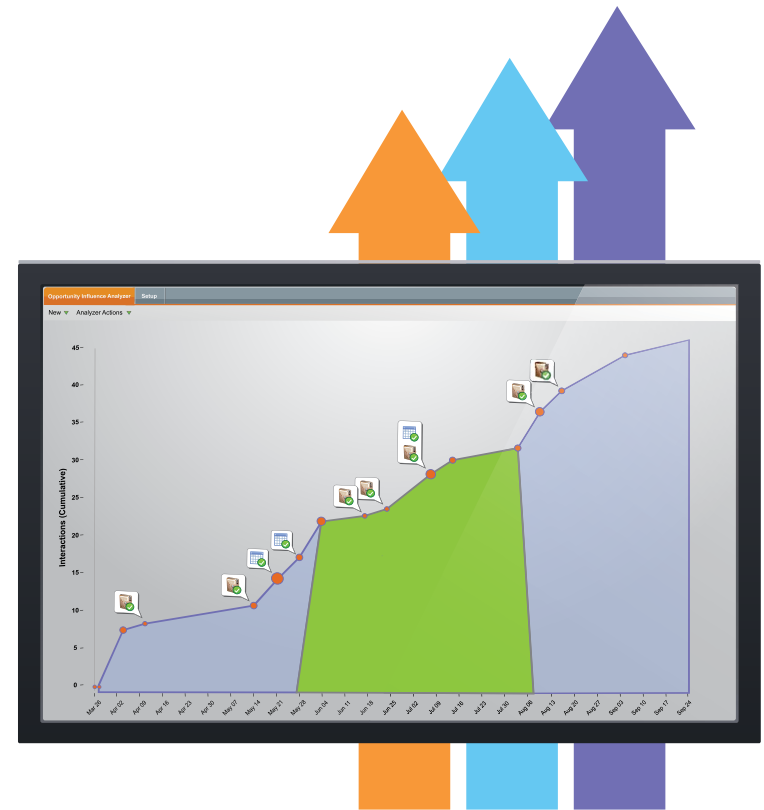 Opportunity Influence Analyzer Setup
New Analyzer Actions
45
40
35
30
25
20
15
10
5
0
Interactions (Cumulative)
Mar 26 Apr 02 Apr 09 Apr 16 Apr 23 Apr 30 May 07 May 14 May 21 May 28 Jun 04 Jun 11 Jun 18 Jun 25 Jul 02 Jul 09 Jul 16 Jul 23 Jul 30 Aug 06 Aug 13 Aug 20 Aug 27 Sep 03 Sep 10 Sep 17 Sep 24